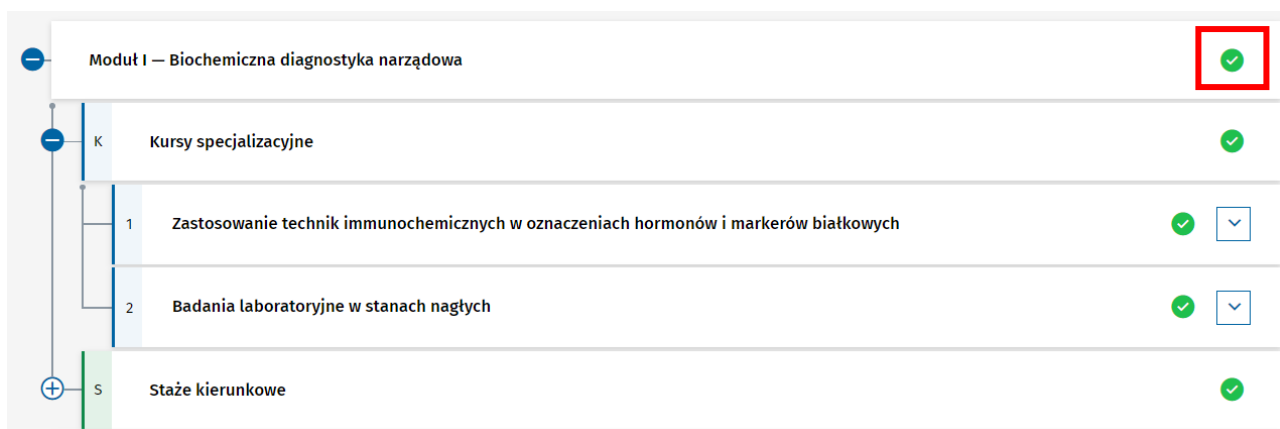 Moduł I — Biochemiczna diagnostyka narządowa
K Kursy specjalizacyjne
1 Zastosowanie technik immunochemicznych w oznaczeniach hormonów i markerów białkowych
2 Badania laboratoryjne w stanach nagłych
S Staże kierunkowe